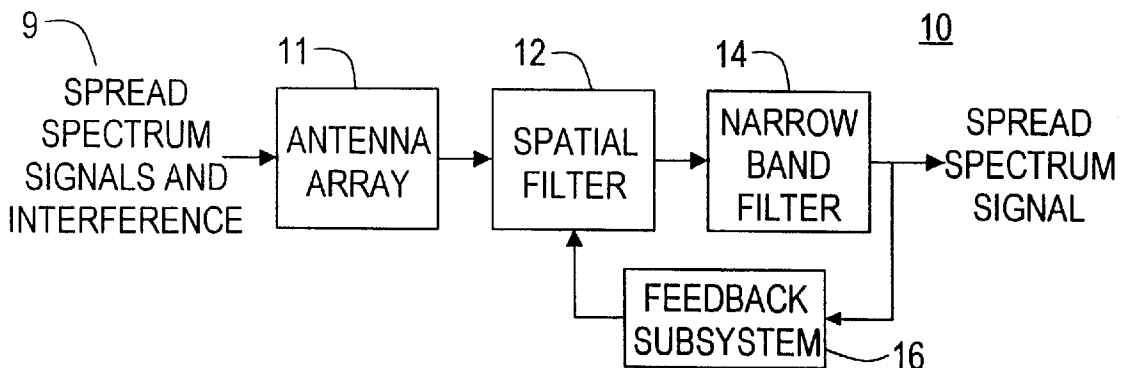 9
SPREAD
SPECTRUM
SIGNALS AND
INTERFERENCE
11
ANTENNA
ARRAY
12
SPATIAL
FILTER
14
NARROW
BAND
FILTER
10
SPREAD
SPECTRUM
SIGNAL
FEEDBACK
SUBSYSTEM
16